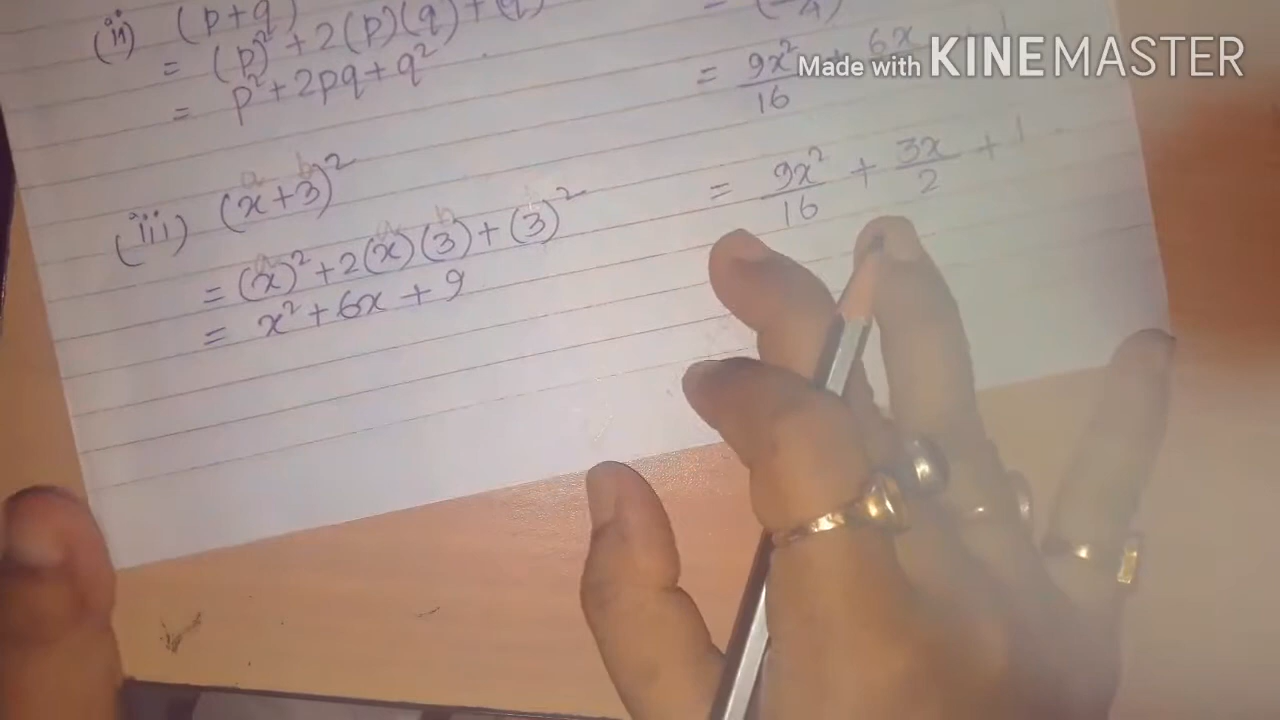 (ii) (p+q)
= (p)² + 2(p)(q) + (q)
= p² + 2pq + q²
(iii) (x+3)²
a b
= (x)² + 2(x)(3) + (3)²
a a b b
= x² + 6x + 9
= 9x²/16 6x
= 9x²/16 + 3x/2 + 1
Made with KINEMASTER